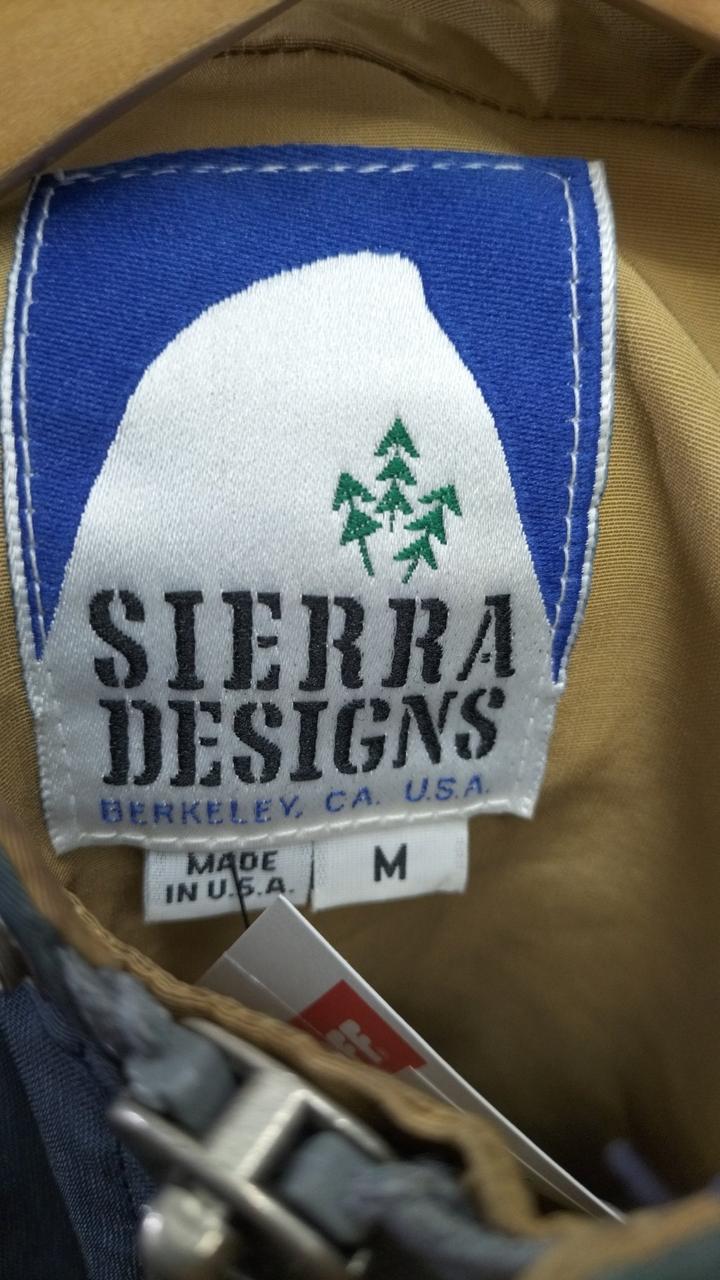 SIERRA
DESIGNS
BERKELEY, CA. U.S.A.
MADE
IN U.S.A.
M